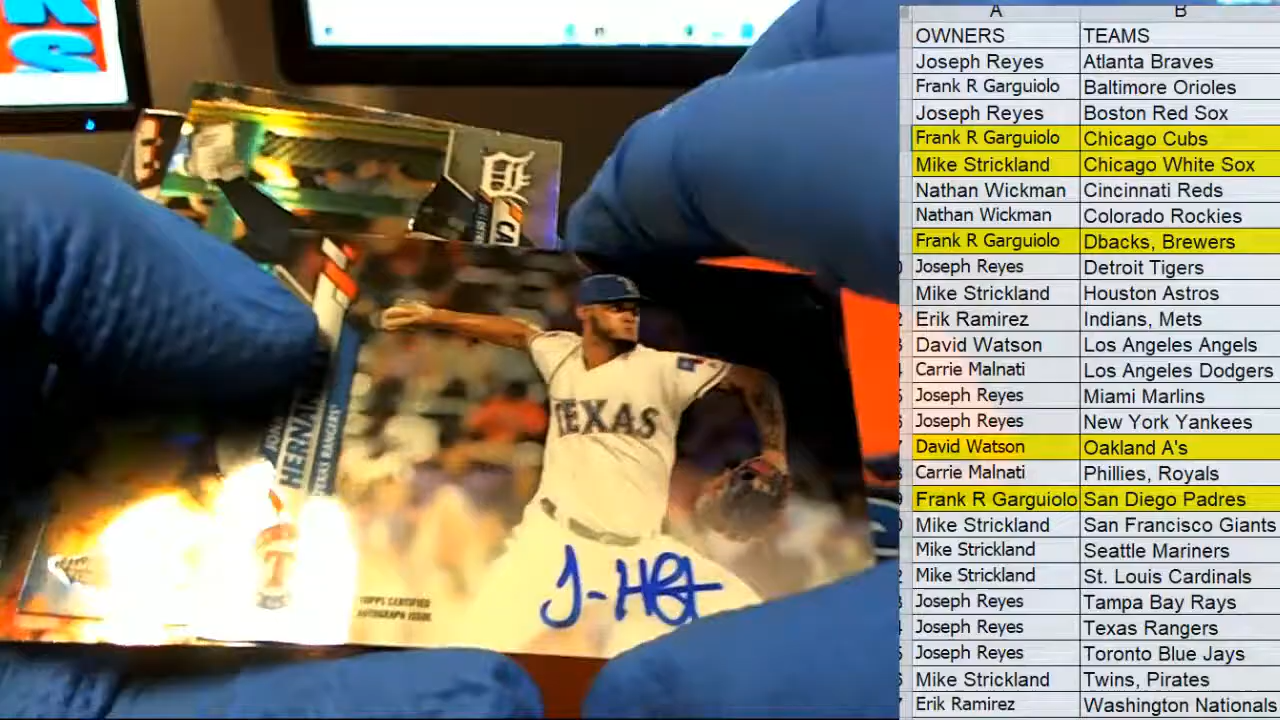 K
S
CA
TEXAS
HERNAN
TEXAS RANGERS
T
TOPPS CERTIFIED
AUTOGRAPH ISSUE
J-Het
A B
OWNERS TEAMS
Joseph Reyes Atlanta Braves
Frank R Garguiolo Baltimore Orioles
Joseph Reyes Boston Red Sox
Frank R Garguiolo Chicago Cubs
Mike Strickland Chicago White Sox
Nathan Wickman Cincinnati Reds
Nathan Wickman Colorado Rockies
Frank R Garguiolo Dbacks, Brewers
Joseph Reyes Detroit Tigers
Mike Strickland Houston Astros
Erik Ramirez Indians, Mets
David Watson Los Angeles Angels
Carrie Malnati Los Angeles Dodgers
Joseph Reyes Miami Marlins
Joseph Reyes New York Yankees
David Watson Oakland A's
Carrie Malnati Phillies, Royals
Frank R Garguiolo San Diego Padres
Mike Strickland San Francisco Giants
Mike Strickland Seattle Mariners
Mike Strickland St. Louis Cardinals
Joseph Reyes Tampa Bay Rays
Joseph Reyes Texas Rangers
Joseph Reyes Toronto Blue Jays
Mike Strickland Twins, Pirates
Erik Ramirez Washington Nationals